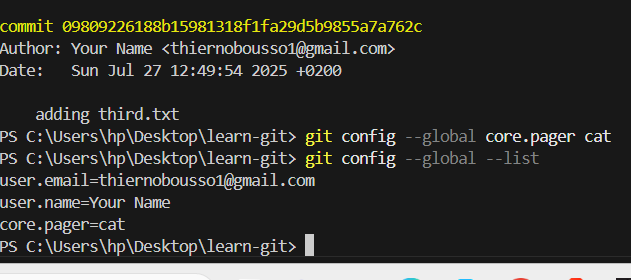 commit 09809226188b15981318f1fa29d5b9855a7a762c
Author: Your Name <thiernobousso1@gmail.com>
Date:   Sun Jul 27 12:49:54 2025 +0200
    adding third.txt
PS C:\Users\hp\Desktop\learn-git> git config --global core.pager cat
PS C:\Users\hp\Desktop\learn-git> git config --global --list
user.email=thiernobousso1@gmail.com
user.name=Your Name
core.pager=cat
PS C:\Users\hp\Desktop\learn-git>